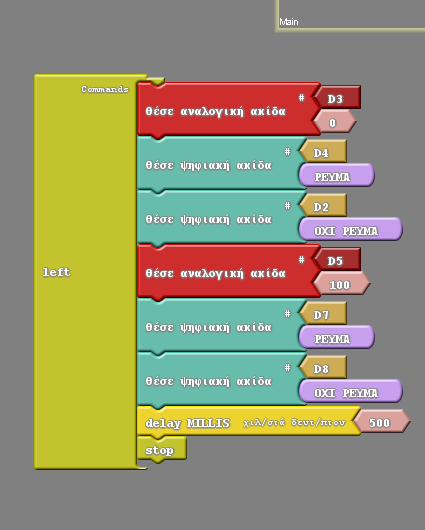 Main
Commands
θέσε αναλογική ακίδα # D3
0
θέσε ψηφιακή ακίδα # D4
ΡΕΥΜΑ
θέσε ψηφιακή ακίδα # D2
ΟΧΙ ΡΕΥΜΑ
left
θέσε αναλογική ακίδα # D5
100
θέσε ψηφιακή ακίδα # D7
ΡΕΥΜΑ
θέσε ψηφιακή ακίδα # D8
ΟΧΙ ΡΕΥΜΑ
delay MILLIS χιλ/στά δευτ/πτου 500
stop